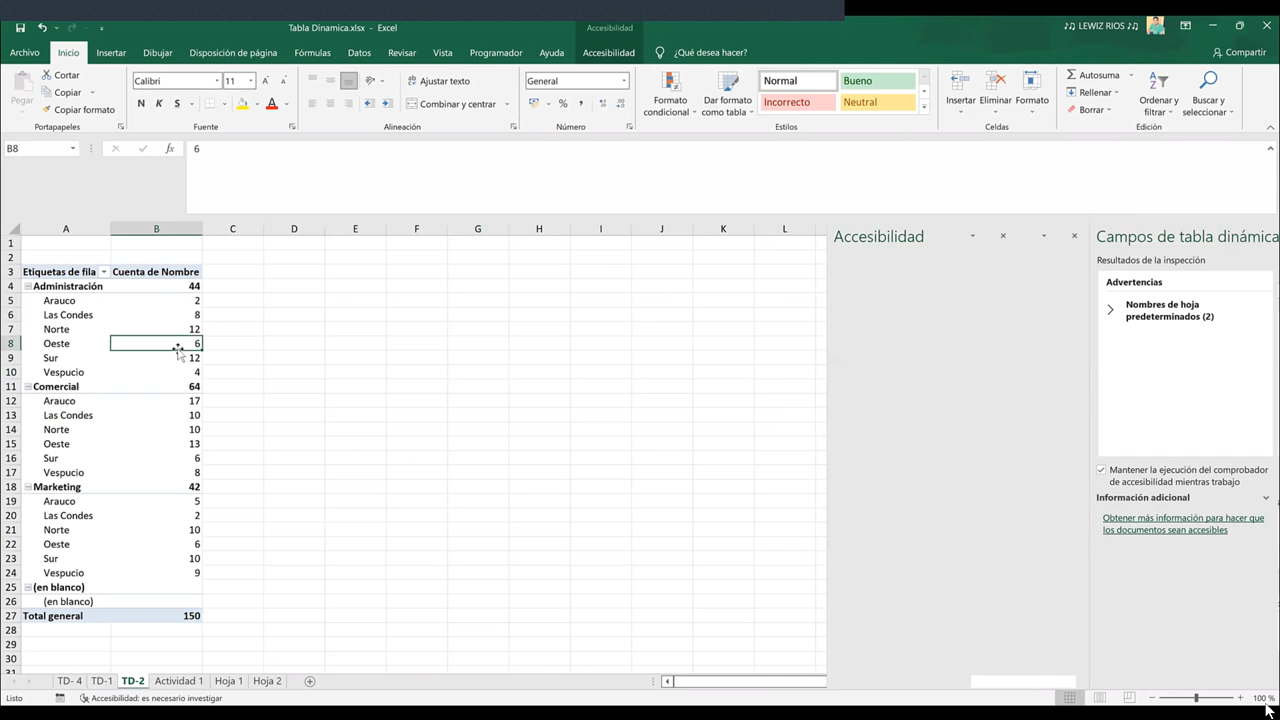 Tabla Dinamica.xlsx - Excel
Accesibilidad
♫ LEWIZ RIOS ♫
Archivo Inicio Insertar Dibujar Disposición de página Fórmulas Datos Revisar Vista Programador Ayuda Accesibilidad ¿Qué desea hacer? Compartir
Pegar
Cortar
Copiar
Copiar formato
Portapapeles
Calibri 11
N K S
Fuente
Ajustar texto
Combinar y centrar
Alineación
General
%
Número
Formato condicional
Dar formato como tabla
Normal Bueno
Incorrecto Neutral
Estilos
Insertar Eliminar Formato
Celdas
Autosuma
Rellenar
Borrar
Ordenar y filtrar
Buscar y seleccionar
Edición
B8 fx 6
A B C D E F G H I J K L
1
2
3 Etiquetas de fila Cuenta de Nombre
4 Administración 44
5 Arauco 2
6 Las Condes 8
7 Norte 12
8 Oeste 6
9 Sur 12
10 Vespucio 4
11 Comercial 64
12 Arauco 17
13 Las Condes 10
14 Norte 10
15 Oeste 13
16 Sur 6
17 Vespucio 8
18 Marketing 42
19 Arauco 5
20 Las Condes 2
21 Norte 10
22 Oeste 6
23 Sur 10
24 Vespucio 9
25 (en blanco)
26 (en blanco)
27 Total general 150
28
29
30
31
Accesibilidad
Campos de tabla dinámica
Resultados de la inspección
Advertencias
Nombres de hoja
predeterminados (2)
Mantener la ejecución del comprobador
de accesibilidad mientras trabajo
Información adicional
Obtener más información para hacer que
los documentos sean accesibles
TD- 4 TD-1 TD-2 Actividad 1 Hoja 1 Hoja 2
Listo Accesibilidad: es necesario investigar 100 %